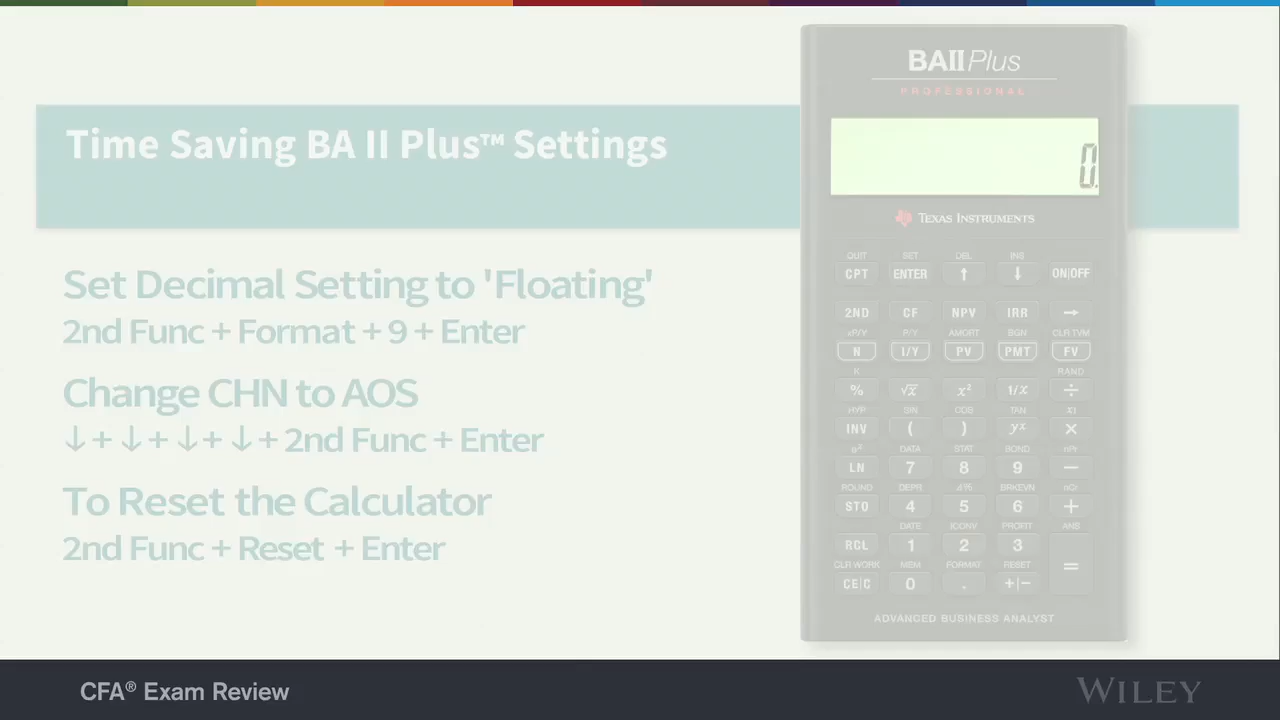 Time Saving BA II Plus™ Settings
Set Decimal Setting to 'Floating'
2nd Func + Format + 9 + Enter
Change CHN to AOS
↓ + ↓ + ↓ + ↓ + 2nd Func + Enter
To Reset the Calculator
2nd Func + Reset + Enter
BAII Plus
PROFESSIONAL
0.
TEXAS INSTRUMENTS
QUIT SET DEL INS
CPT ENTER ↑ ↓ ON|OFF
2ND CF NPV IRR →
xP/Y P/Y AMORT BGN CLR TVM
N I/Y PV PMT FV
K RAND
% √x x² 1/x ÷
HYP SIN COS TAN x!
INV ( ) yˣ ×
eˣ DATA STAT BOND nPr
LN 7 8 9 −
ROUND DEPR Δ% BRKEVN nCr
STO 4 5 6 +
DATE ICONV PROFIT ANS
RCL 1 2 3 =
CLR WORK MEM FORMAT RESET
CE|C 0 . +|−
ADVANCED BUSINESS ANALYST
CFA® Exam Review
WILEY